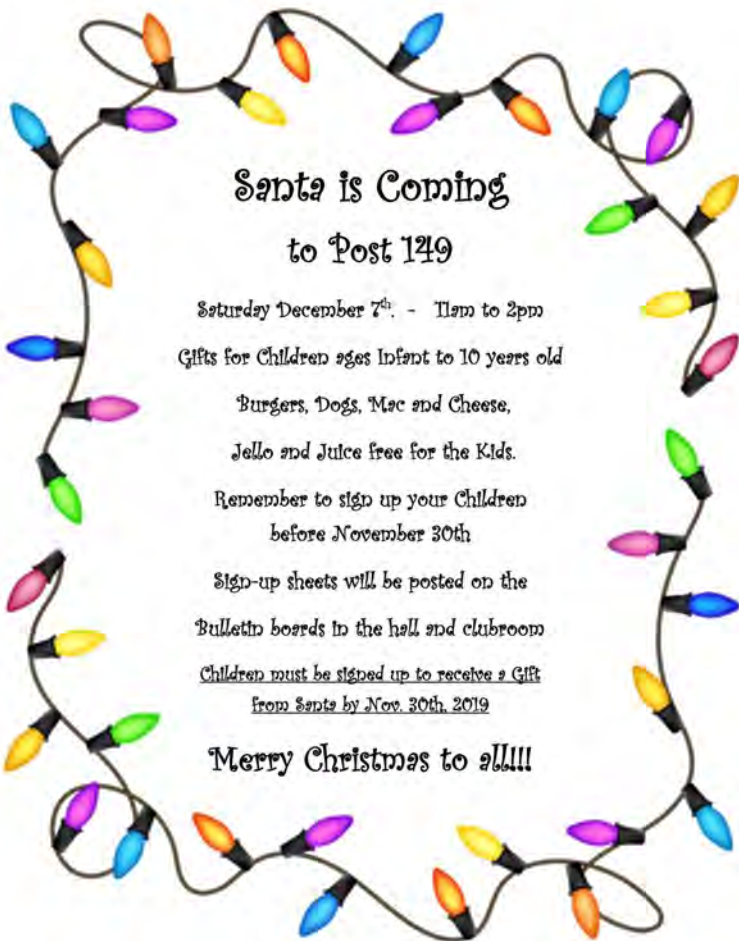 Santa is Coming
to Post 149
Saturday December 7th. - 11am to 2pm
Gifts for Children ages Infant to 10 years old
Burgers, Dogs, Mac and Cheese,
Jello and Juice free for the Kids.
Remember to sign up your Children
before November 30th
Sign-up sheets will be posted on the
Bulletin boards in the hall and clubroom
Children must be signed up to receive a Gift
from Santa by Nov. 30th, 2019
Merry Christmas to all!!!